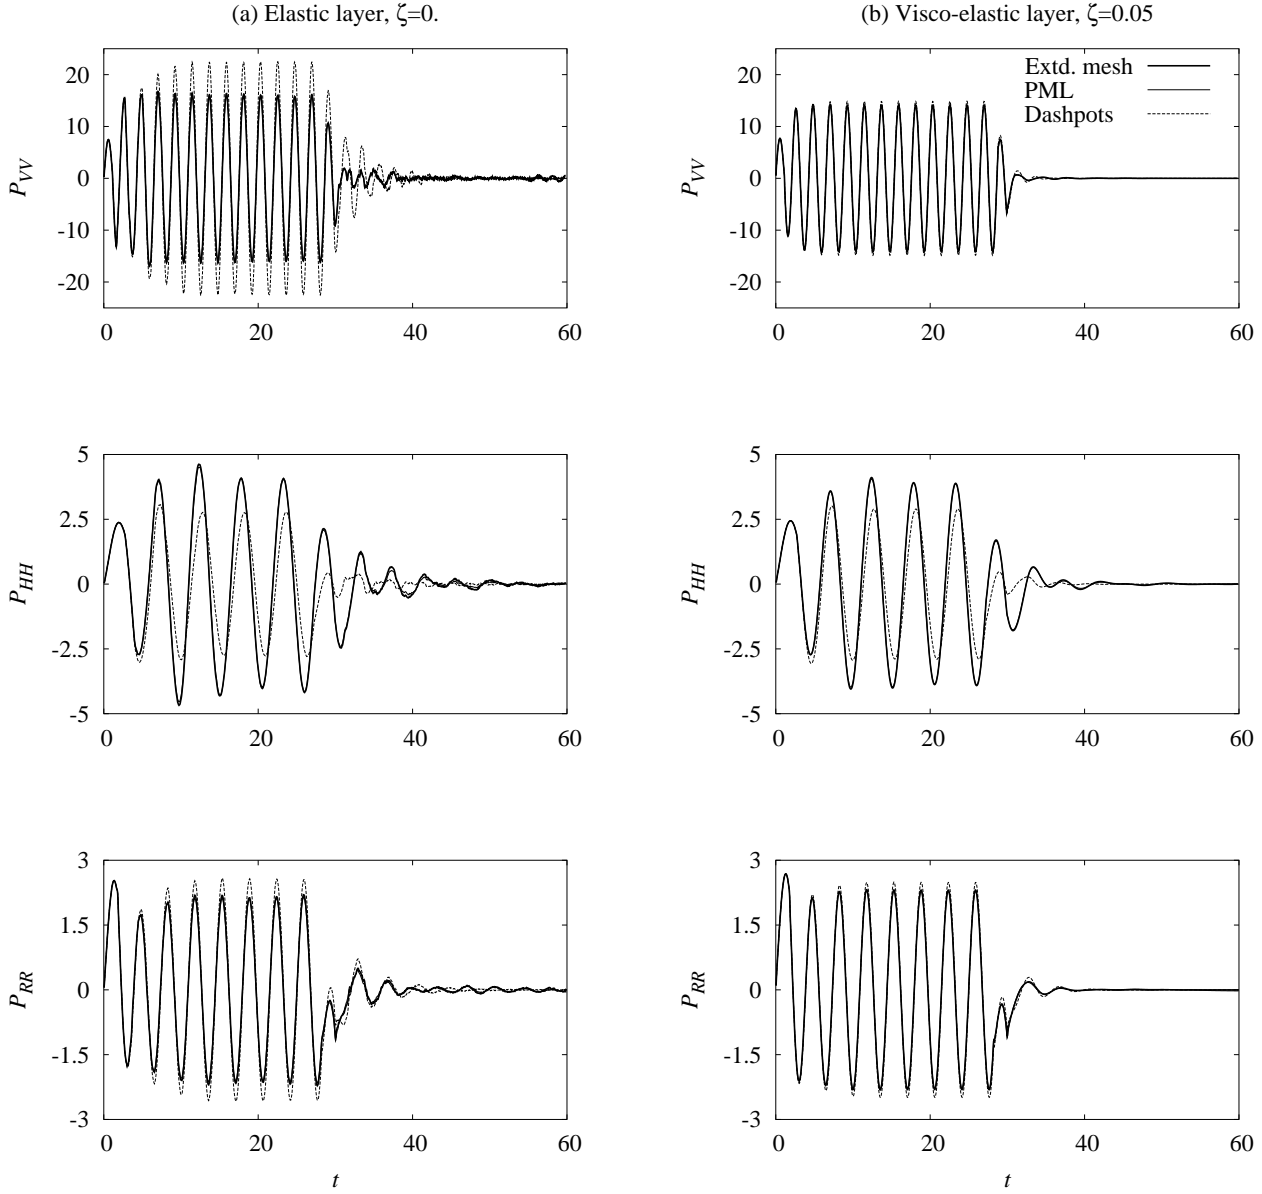 (a) Elastic layer, ζ=0.
(b) Visco-elastic layer, ζ=0.05
20
10
0
-10
-20
P_VV
0 20 40 60
20
10
0
-10
-20
P_VV
0 20 40 60
Extd. mesh
PML
Dashpots
5
2.5
0
-2.5
-5
P_HH
0 20 40 60
5
2.5
0
-2.5
-5
P_HH
0 20 40 60
3
1.5
0
-1.5
-3
P_RR
0 20 40 60
t
3
1.5
0
-1.5
-3
P_RR
0 20 40 60
t